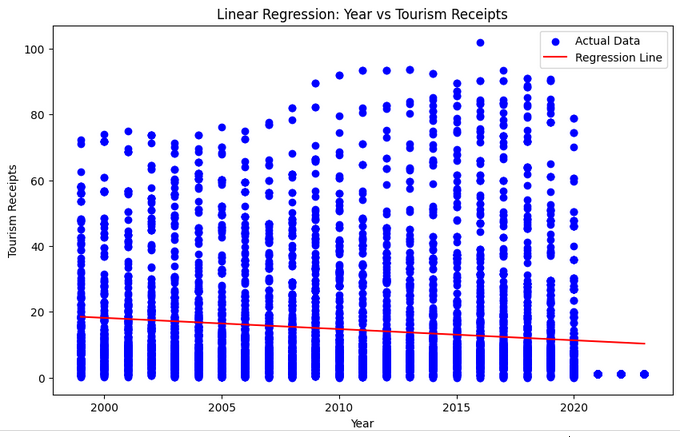 Linear Regression: Year vs Tourism Receipts
Actual Data
Regression Line
Tourism Receipts
100
80
60
40
20
0
2000 2005 2010 2015 2020
Year